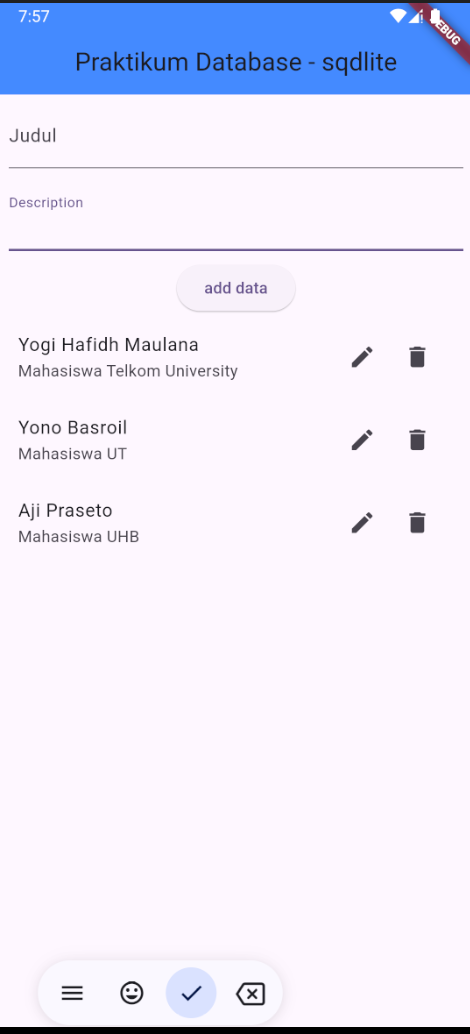 7:57
DEBUG
Praktikum Database - sqdlite
Judul
Description
add data
Yogi Hafidh Maulana
Mahasiswa Telkom University
Yono Basroil
Mahasiswa UT
Aji Praseto
Mahasiswa UHB